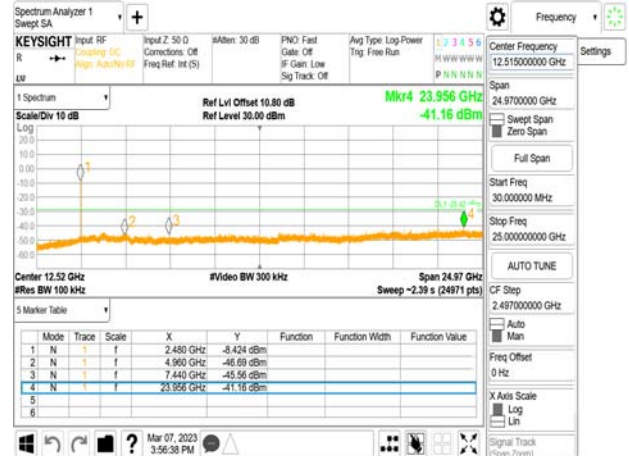 Spectrum Analyzer 1
Swept SA
+
Frequency
KEYSIGHT
R
Input: RF
Coupling: DC
Align: Auto/No RF
Input Z: 50 Ω
Corrections: Off
Freq Ref: Int (S)
#Atten: 30 dB
PNO: Fast
Gate: Off
IF Gain: Low
Sig Track: Off
Avg Type: Log-Power
Trig: Free Run
1 2 3 4 5 6
M W W W W W
P N N N N N
1 Spectrum
Scale/Div 10 dB
Ref Lvl Offset 10.80 dB
Ref Level 30.00 dBm
Mkr4 23.956 GHz
-41.16 dBm
Log
20.0
10.0
0.00
-10.0
-20.0
-30.0
-40.0
-50.0
-60.0
1
2
3
4
Center 12.52 GHz
#Res BW 100 kHz
#Video BW 300 kHz
Span 24.97 GHz
Sweep ~2.39 s (24971 pts)
5 Marker Table
Mode Trace Scale X Y Function Function Width Function Value
1 N 1 f 2.480 GHz -8.424 dBm
2 N 1 f 4.960 GHz -46.69 dBm
3 N 1 f 7.440 GHz -45.56 dBm
4 N 1 f 23.956 GHz -41.16 dBm
5
6
Mar 07, 2023
3:56:38 PM
Center Frequency
12.515000000 GHz
Settings
Span
24.9700000 GHz
Swept Span
Zero Span
Full Span
Start Freq
30.000000 MHz
Stop Freq
25.000000000 GHz
AUTO TUNE
CF Step
2.497000000 GHz
Auto
Man
Freq Offset
0 Hz
X Axis Scale
Log
Lin
Signal Track
(Span Zoom)